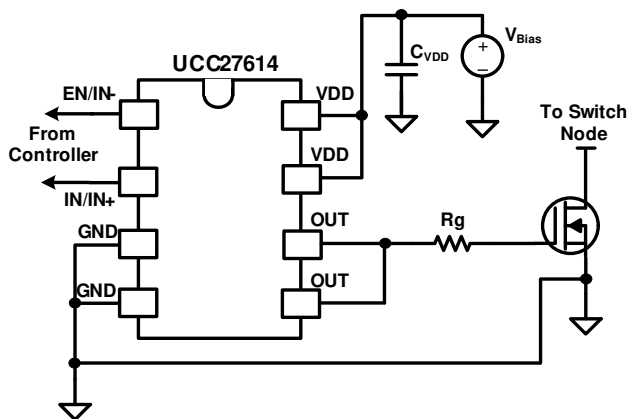 UCC27614
EN/IN-
From
Controller
IN/IN+
GND
GND
VDD
VDD
OUT
OUT
CVDD
VBias
+
–
Rg
To Switch
Node